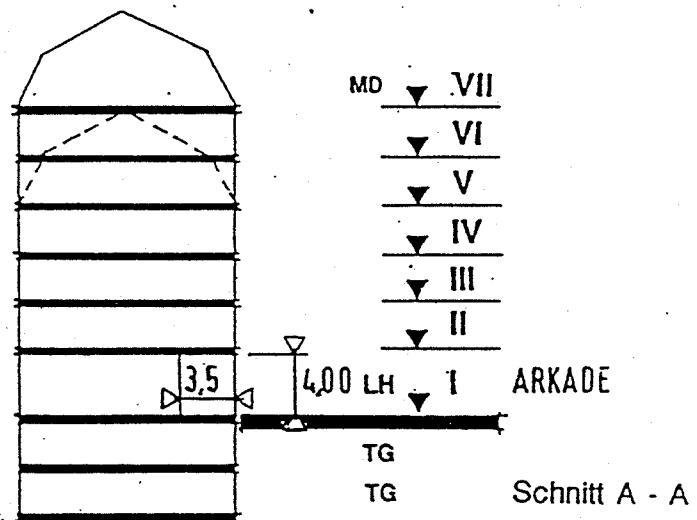 MD VII
VI
V
IV
III
II
3,5 4,00 LH I ARKADE
TG
TG Schnitt A - A